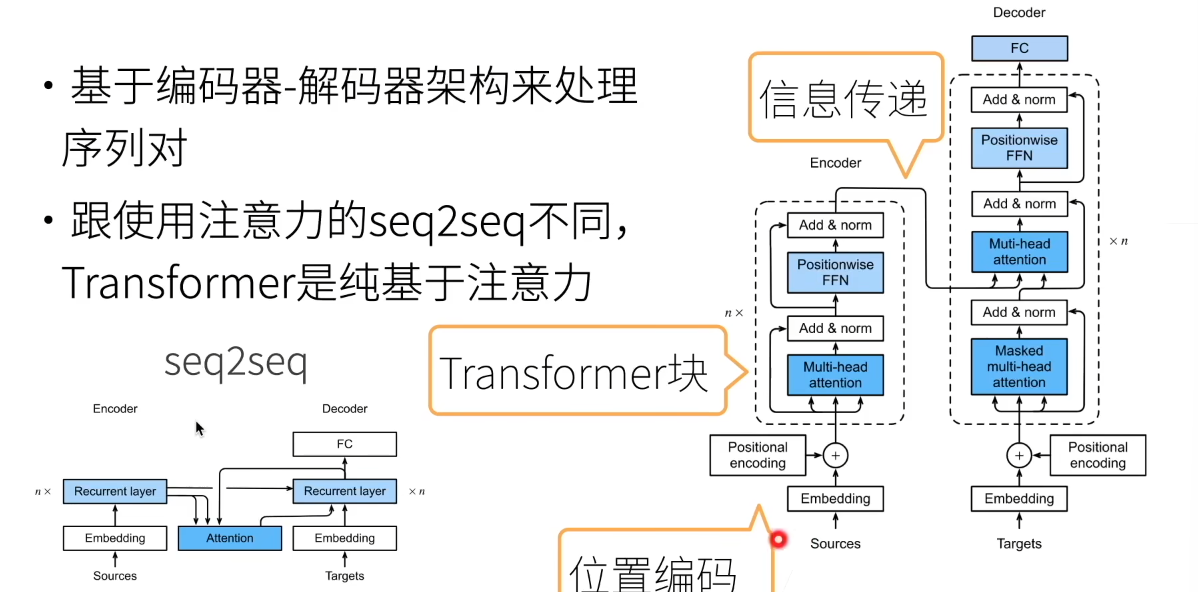 • 基于编码器-解码器架构来处理
序列对
• 跟使用注意力的seq2seq不同,
Transformer是纯基于注意力
seq2seq
Encoder
Decoder
FC
n ×
Recurrent layer
Recurrent layer
× n
Embedding
Attention
Embedding
Sources
Targets
信息传递
Transformer块
位置编码
Encoder
Add & norm
Positionwise
FFN
n ×
Add & norm
Multi-head
attention
Positional
encoding
+
Embedding
Sources
Decoder
FC
Add & norm
Positionwise
FFN
Add & norm
Muti-head
attention
× n
Add & norm
Masked
multi-head
attention
+
Positional
encoding
Embedding
Targets